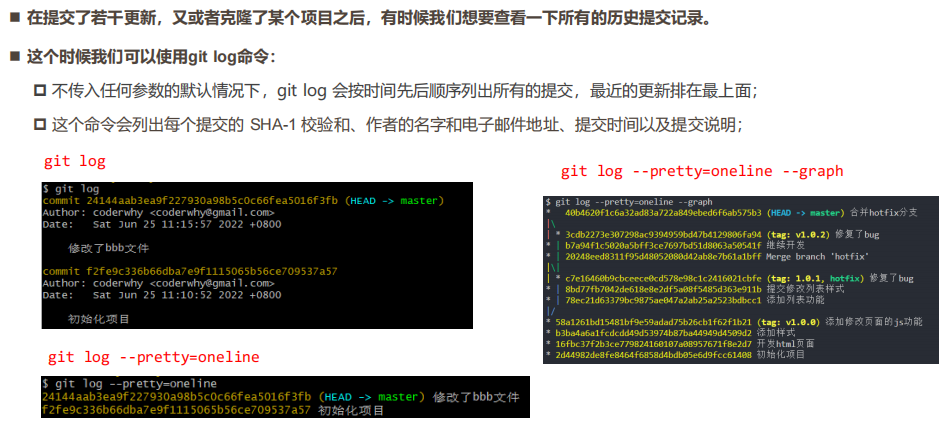 在提交了若干更新，又或者克隆了某个项目之后，有时候我们想要查看一下所有的历史提交记录。
这个时候我们可以使用git log命令：
不传入任何参数的默认情况下，git log 会按时间先后顺序列出所有的提交，最近的更新排在最上面；
这个命令会列出每个提交的 SHA-1 校验和、作者的名字和电子邮件地址、提交时间以及提交说明；
git log
$ git log
commit 24144aab3ea9f227930a98b5c0c66fea5016f3fb (HEAD -> master)
Author: coderwhy <coderwhy@gmail.com>
Date:   Sat Jun 25 11:15:57 2022 +0800
修改了bbb文件
commit f2fe9c336b66dba7e9f1115065b56ce709537a57
Author: coderwhy <coderwhy@gmail.com>
Date:   Sat Jun 25 11:10:52 2022 +0800
初始化项目
git log --pretty=oneline
$ git log --pretty=oneline
24144aab3ea9f227930a98b5c0c66fea5016f3fb (HEAD -> master) 修改了bbb文件
f2fe9c336b66dba7e9f1115065b56ce709537a57 初始化项目
git log --pretty=oneline --graph
$ git log --pretty=oneline --graph
*   40b4620f1c6a32ad83a722a849ebed6f6ab575b3 (HEAD -> master) 合并hotfix分支
|\
| * 3cdb2273e307298ac9394959bd47b4129806fa94 (tag: v1.0.2) 修复了bug
* | b7a94f1c5020a5bff3ce7697bd51d8063a50541f 继续开发
* | 20248eed8311f95d48052080d42ab8e7b61a1bff Merge branch 'hotfix'
|\|
| * c7e16460b9cbceece0cd578e98c1c2416021cbfe (tag: 1.0.1, hotfix) 修复了bug
* | 8bd77fb7042de618e8e2df5a08f5485d363e911b 提交修改列表样式
* | 78ec21d63379bc9875ae047a2ab25a2523bdbcc1 添加列表功能
|/
* 58a1261bd15481bf9e59adad75b26cb1f62f1b21 (tag: v1.0.0) 添加修改页面的js功能
* b3ba4a6a1fcdcdd49d53974b87ba44949d4509d2 添加样式
* 16fbc37f2b3ce779824160107a08957671f8e2d7 开发html页面
* 2d44982de8fe8464f6858d4bdb05e6d9fcc61408 初始化项目